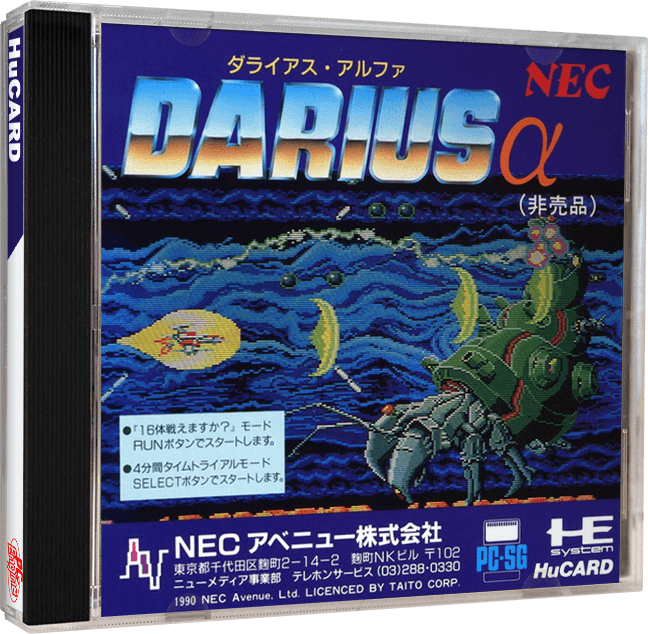 HuCARD
ダライアス・アルファ
NEC
DARIUS α
(非売品)
●『16体戦えますか?』モード
RUNボタンでスタートします。
●4分間タイムトライアルモード
SELECTボタンでスタートします。
NEC アベニュー株式会社
東京都千代田区麹町2-14-2 麹町NKビル 〒102
ニューメディア事業部 テレホンサービス (03)288-0330
1990 NEC Avenue, Ltd. LICENCED BY TAITO CORP.
PC-SG
HE
system
HuCARD
PC Engine